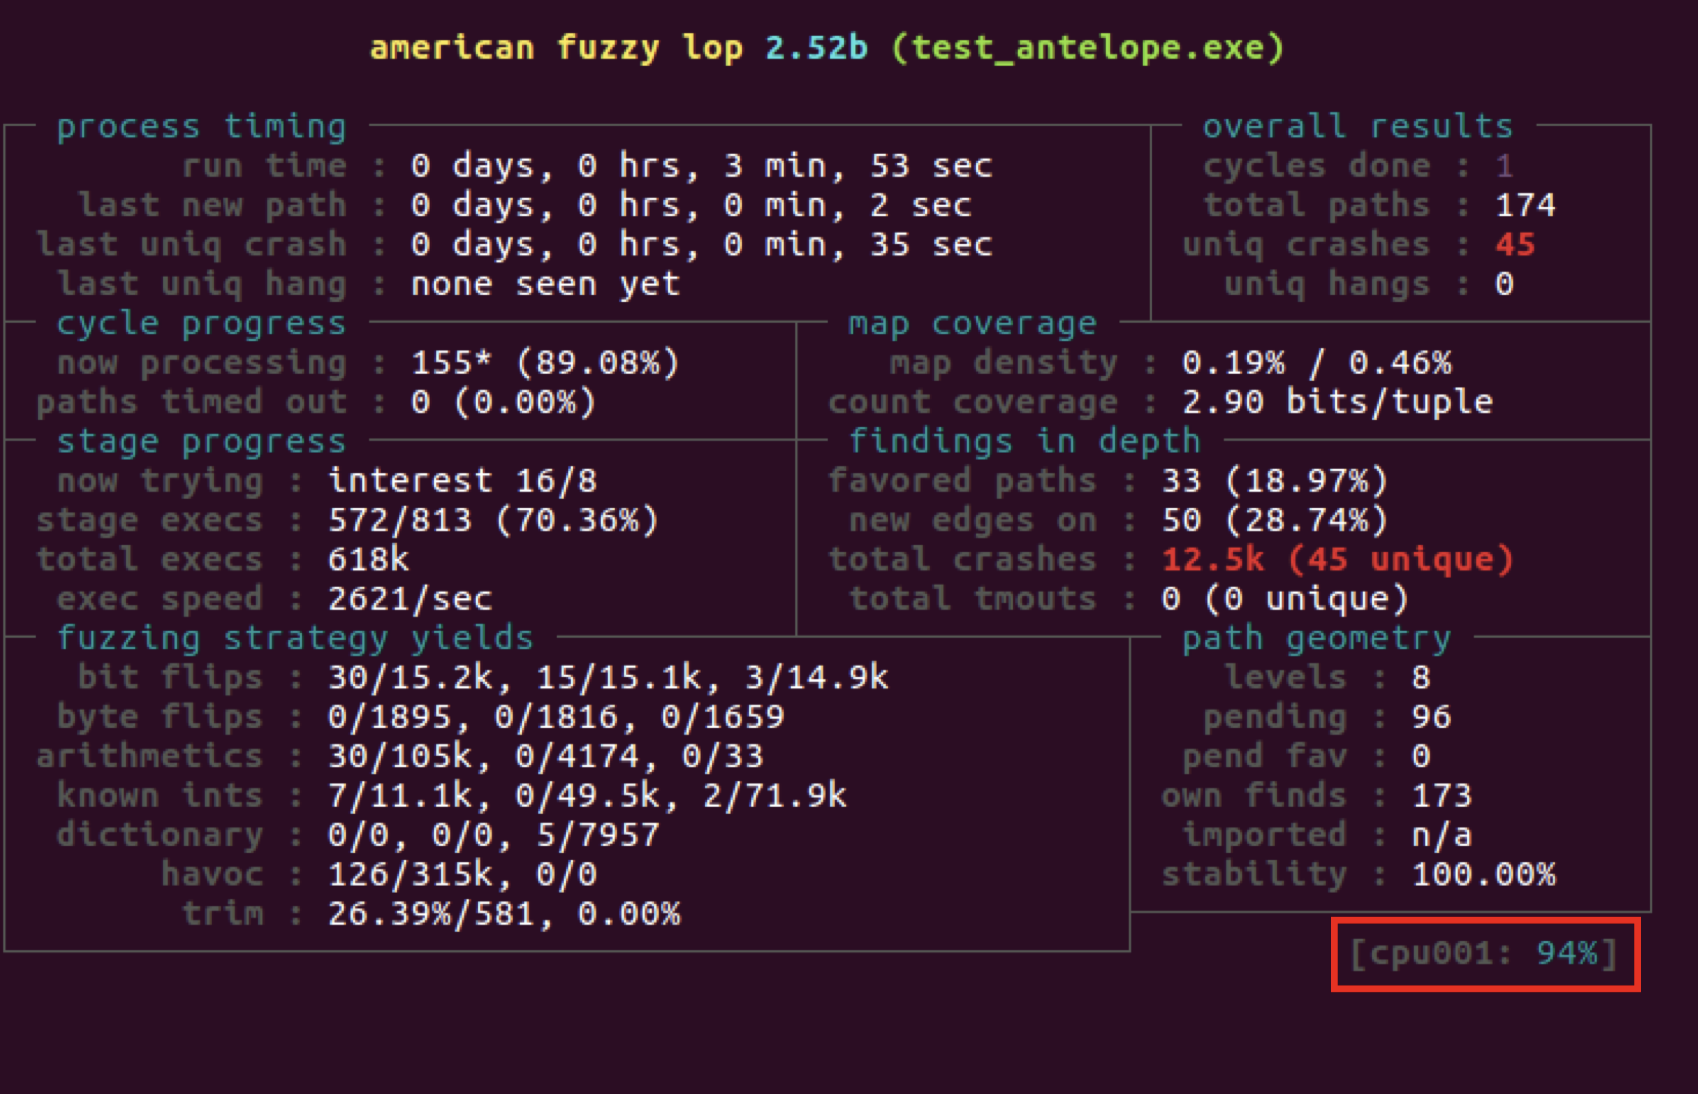 american fuzzy lop 2.52b (test_antelope.exe)
process timing
run time : 0 days, 0 hrs, 3 min, 53 sec
last new path : 0 days, 0 hrs, 0 min, 2 sec
last uniq crash : 0 days, 0 hrs, 0 min, 35 sec
last uniq hang : none seen yet
overall results
cycles done : 1
total paths : 174
uniq crashes : 45
uniq hangs : 0
cycle progress
now processing : 155* (89.08%)
paths timed out : 0 (0.00%)
map coverage
map density : 0.19% / 0.46%
count coverage : 2.90 bits/tuple
stage progress
now trying : interest 16/8
stage execs : 572/813 (70.36%)
total execs : 618k
exec speed : 2621/sec
findings in depth
favored paths : 33 (18.97%)
new edges on : 50 (28.74%)
total crashes : 12.5k (45 unique)
total tmouts : 0 (0 unique)
fuzzing strategy yields
bit flips : 30/15.2k, 15/15.1k, 3/14.9k
byte flips : 0/1895, 0/1816, 0/1659
arithmetics : 30/105k, 0/4174, 0/33
known ints : 7/11.1k, 0/49.5k, 2/71.9k
dictionary : 0/0, 0/0, 5/7957
havoc : 126/315k, 0/0
trim : 26.39%/581, 0.00%
path geometry
levels : 8
pending : 96
pend fav : 0
own finds : 173
imported : n/a
stability : 100.00%
[cpu001: 94%]